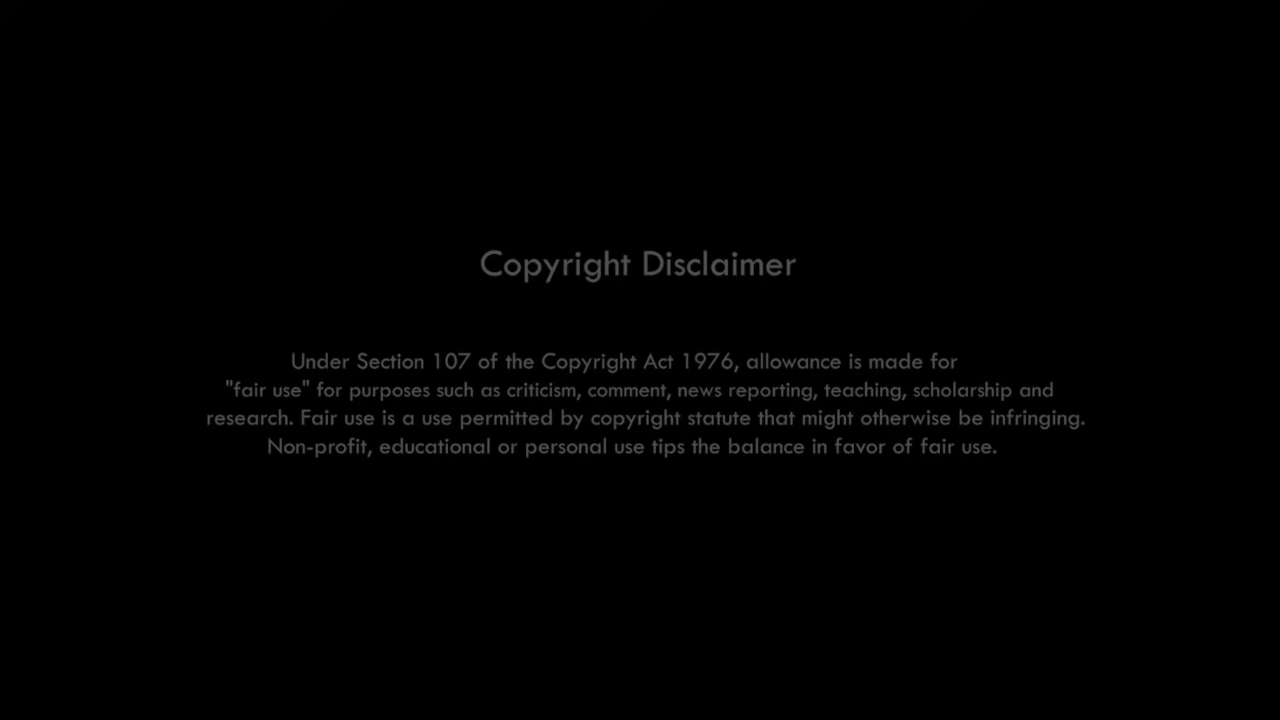 Copyright Disclaimer
Under Section 107 of the Copyright Act 1976, allowance is made for
"fair use" for purposes such as criticism, comment, news reporting, teaching, scholarship and
research. Fair use is a use permitted by copyright statute that might otherwise be infringing.
Non-profit, educational or personal use tips the balance in favor of fair use.